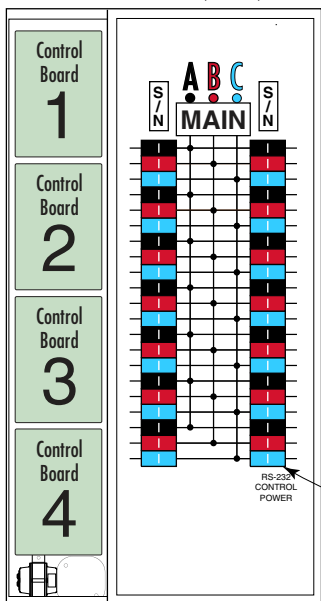 Control
Board
1
Control
Board
2
Control
Board
3
Control
Board
4
A B C
S/N
MAIN
S/N
RS-232
CONTROL
POWER